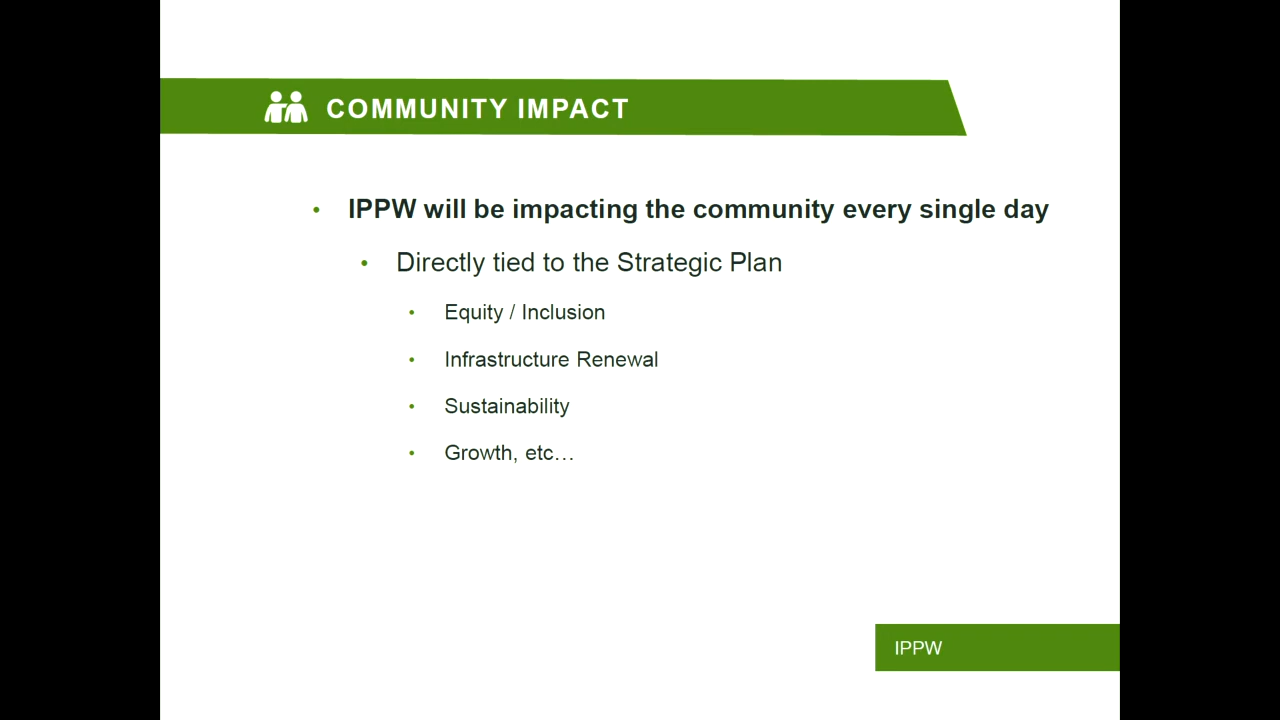 COMMUNITY IMPACT
• IPPW will be impacting the community every single day
• Directly tied to the Strategic Plan
• Equity / Inclusion
• Infrastructure Renewal
• Sustainability
• Growth, etc…
IPPW